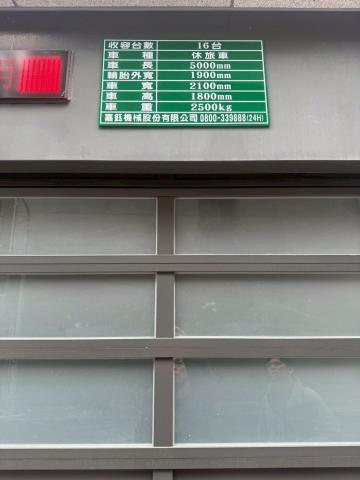 收容台數 16台
車種 休旅車
車長 5000mm
輪胎外寬 1900mm
車寬 2100mm
車高 1800mm
車重 2500kg
嘉鈺機械股份有限公司 0800-339888(24H)